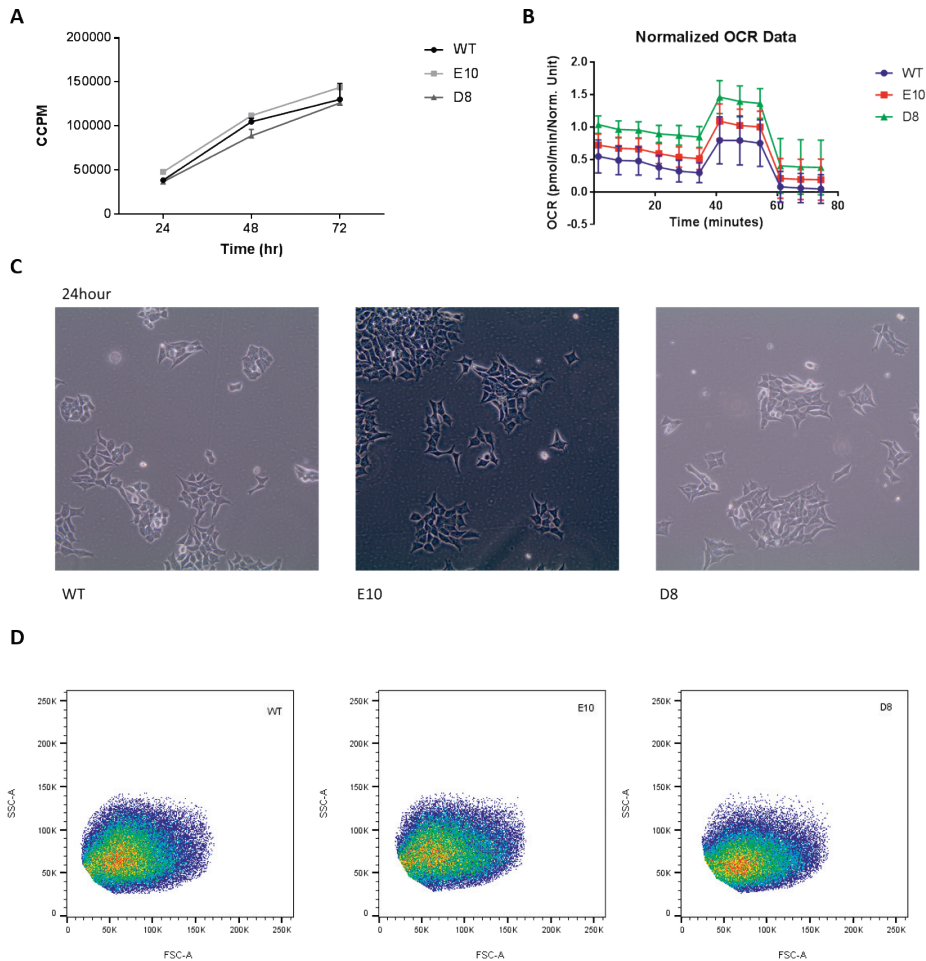 A
200000
150000
100000
50000
0
CCPM
24
48
72
Time (hr)
WT
E10
D8
B
Normalized OCR Data
2.0
1.5
1.0
0.5
0.0
-0.5
OCR (pmol/min/Norm. Unit)
20
40
60
80
Time (minutes)
WT
E10
D8
C
24hour
WT
E10
D8
D
250K
200K
150K
100K
50K
0
SSC-A
WT
0
50K
100K
150K
200K
250K
FSC-A
250K
200K
150K
100K
50K
0
SSC-A
E10
0
50K
100K
150K
200K
250K
FSC-A
250K
200K
150K
100K
50K
0
SSC-A
D8
0
50K
100K
150K
200K
250K
FSC-A